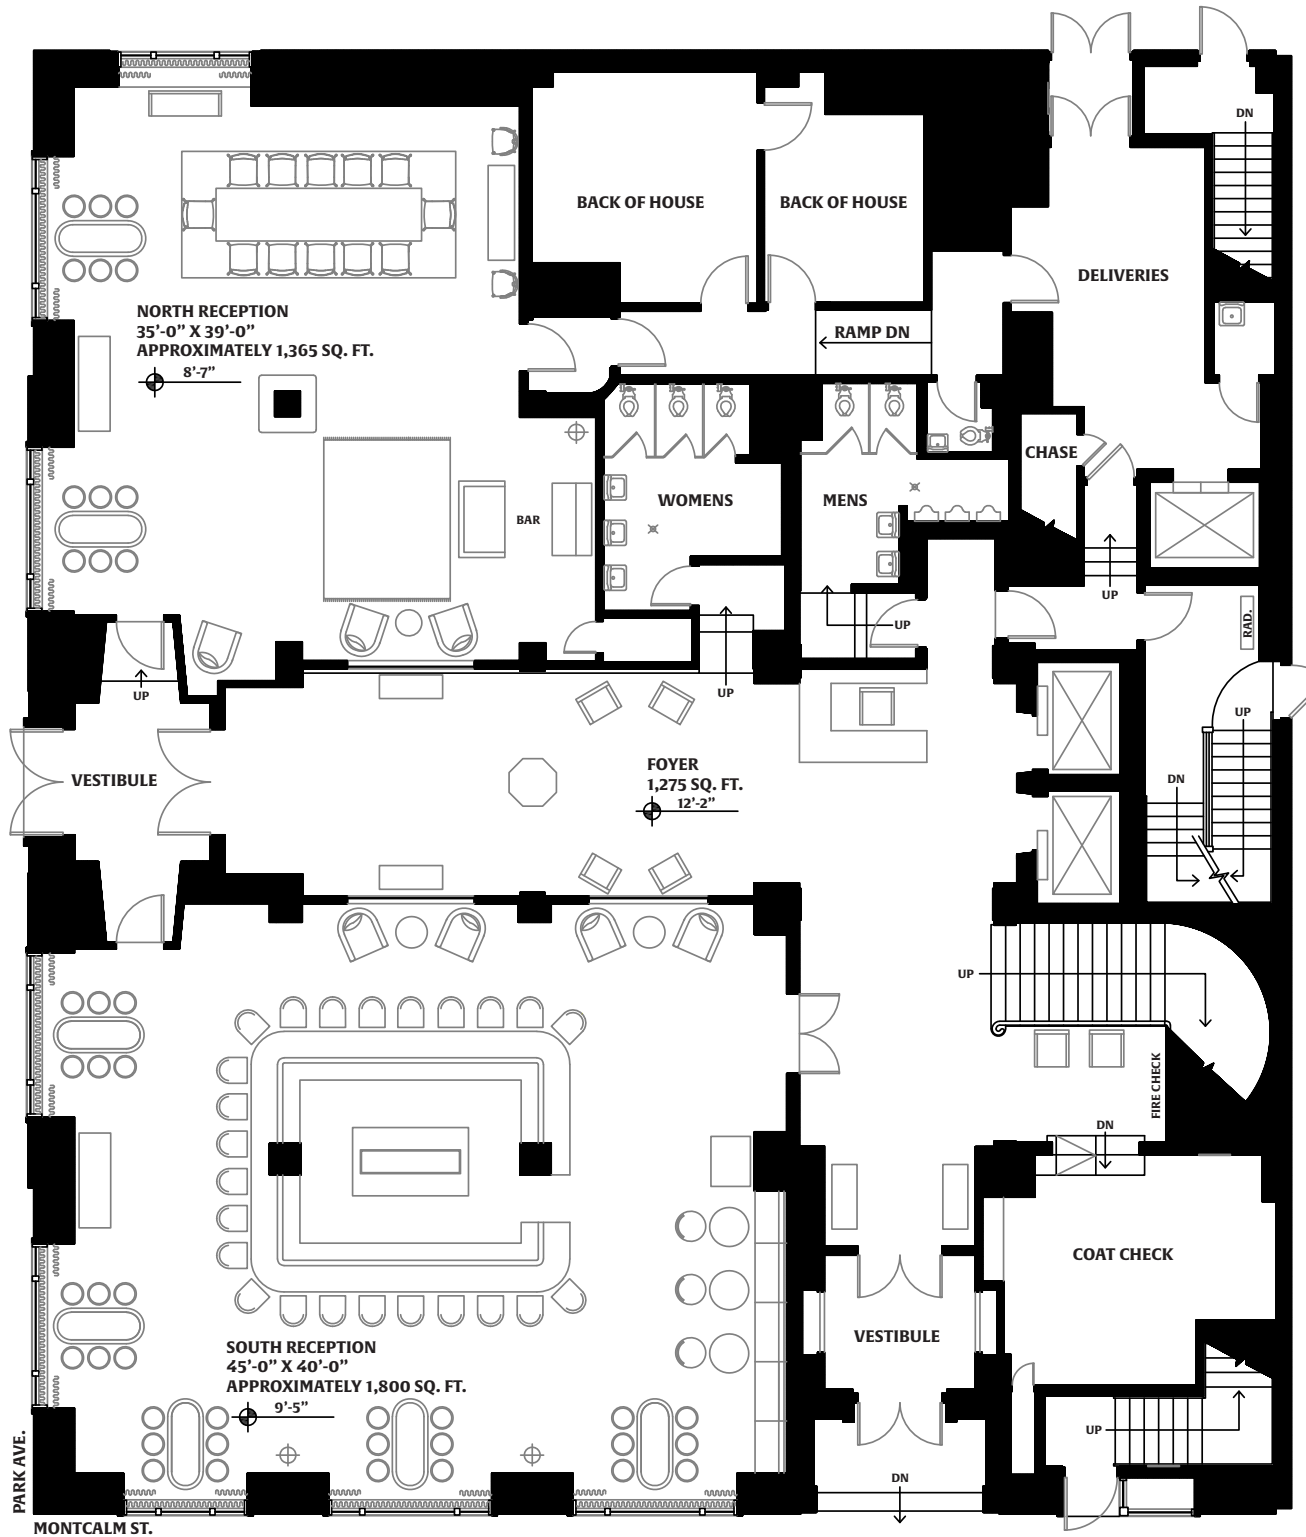 DN
BACK OF HOUSE
BACK OF HOUSE
DELIVERIES
NORTH RECEPTION
35’-0” X 39’-0”
APPROXIMATELY 1,365 SQ. FT.
8’-7”
RAMP DN
CHASE
WOMENS
MENS
BAR
UP
UP
RAD.
UP
UP
UP
DN
VESTIBULE
FOYER
1,275 SQ. FT.
12’-2”
UP
FIRE CHECK
DN
COAT CHECK
VESTIBULE
SOUTH RECEPTION
45’-0” X 40’-0”
APPROXIMATELY 1,800 SQ. FT.
9’-5”
UP
DN
PARK AVE.
MONTCALM ST.